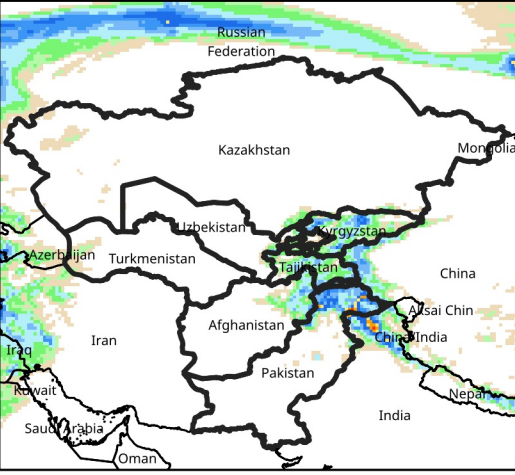 Russian
Federation
Kazakhstan
Mongolia
Uzbekistan
Kyrgyzstan
Azerbaijan
Turkmenistan
Tajikistan
China
Aksai Chin
Afghanistan
China/India
Iran
Iraq
Pakistan
Kuwait
Nepal
India
Saudi Arabia
Oman